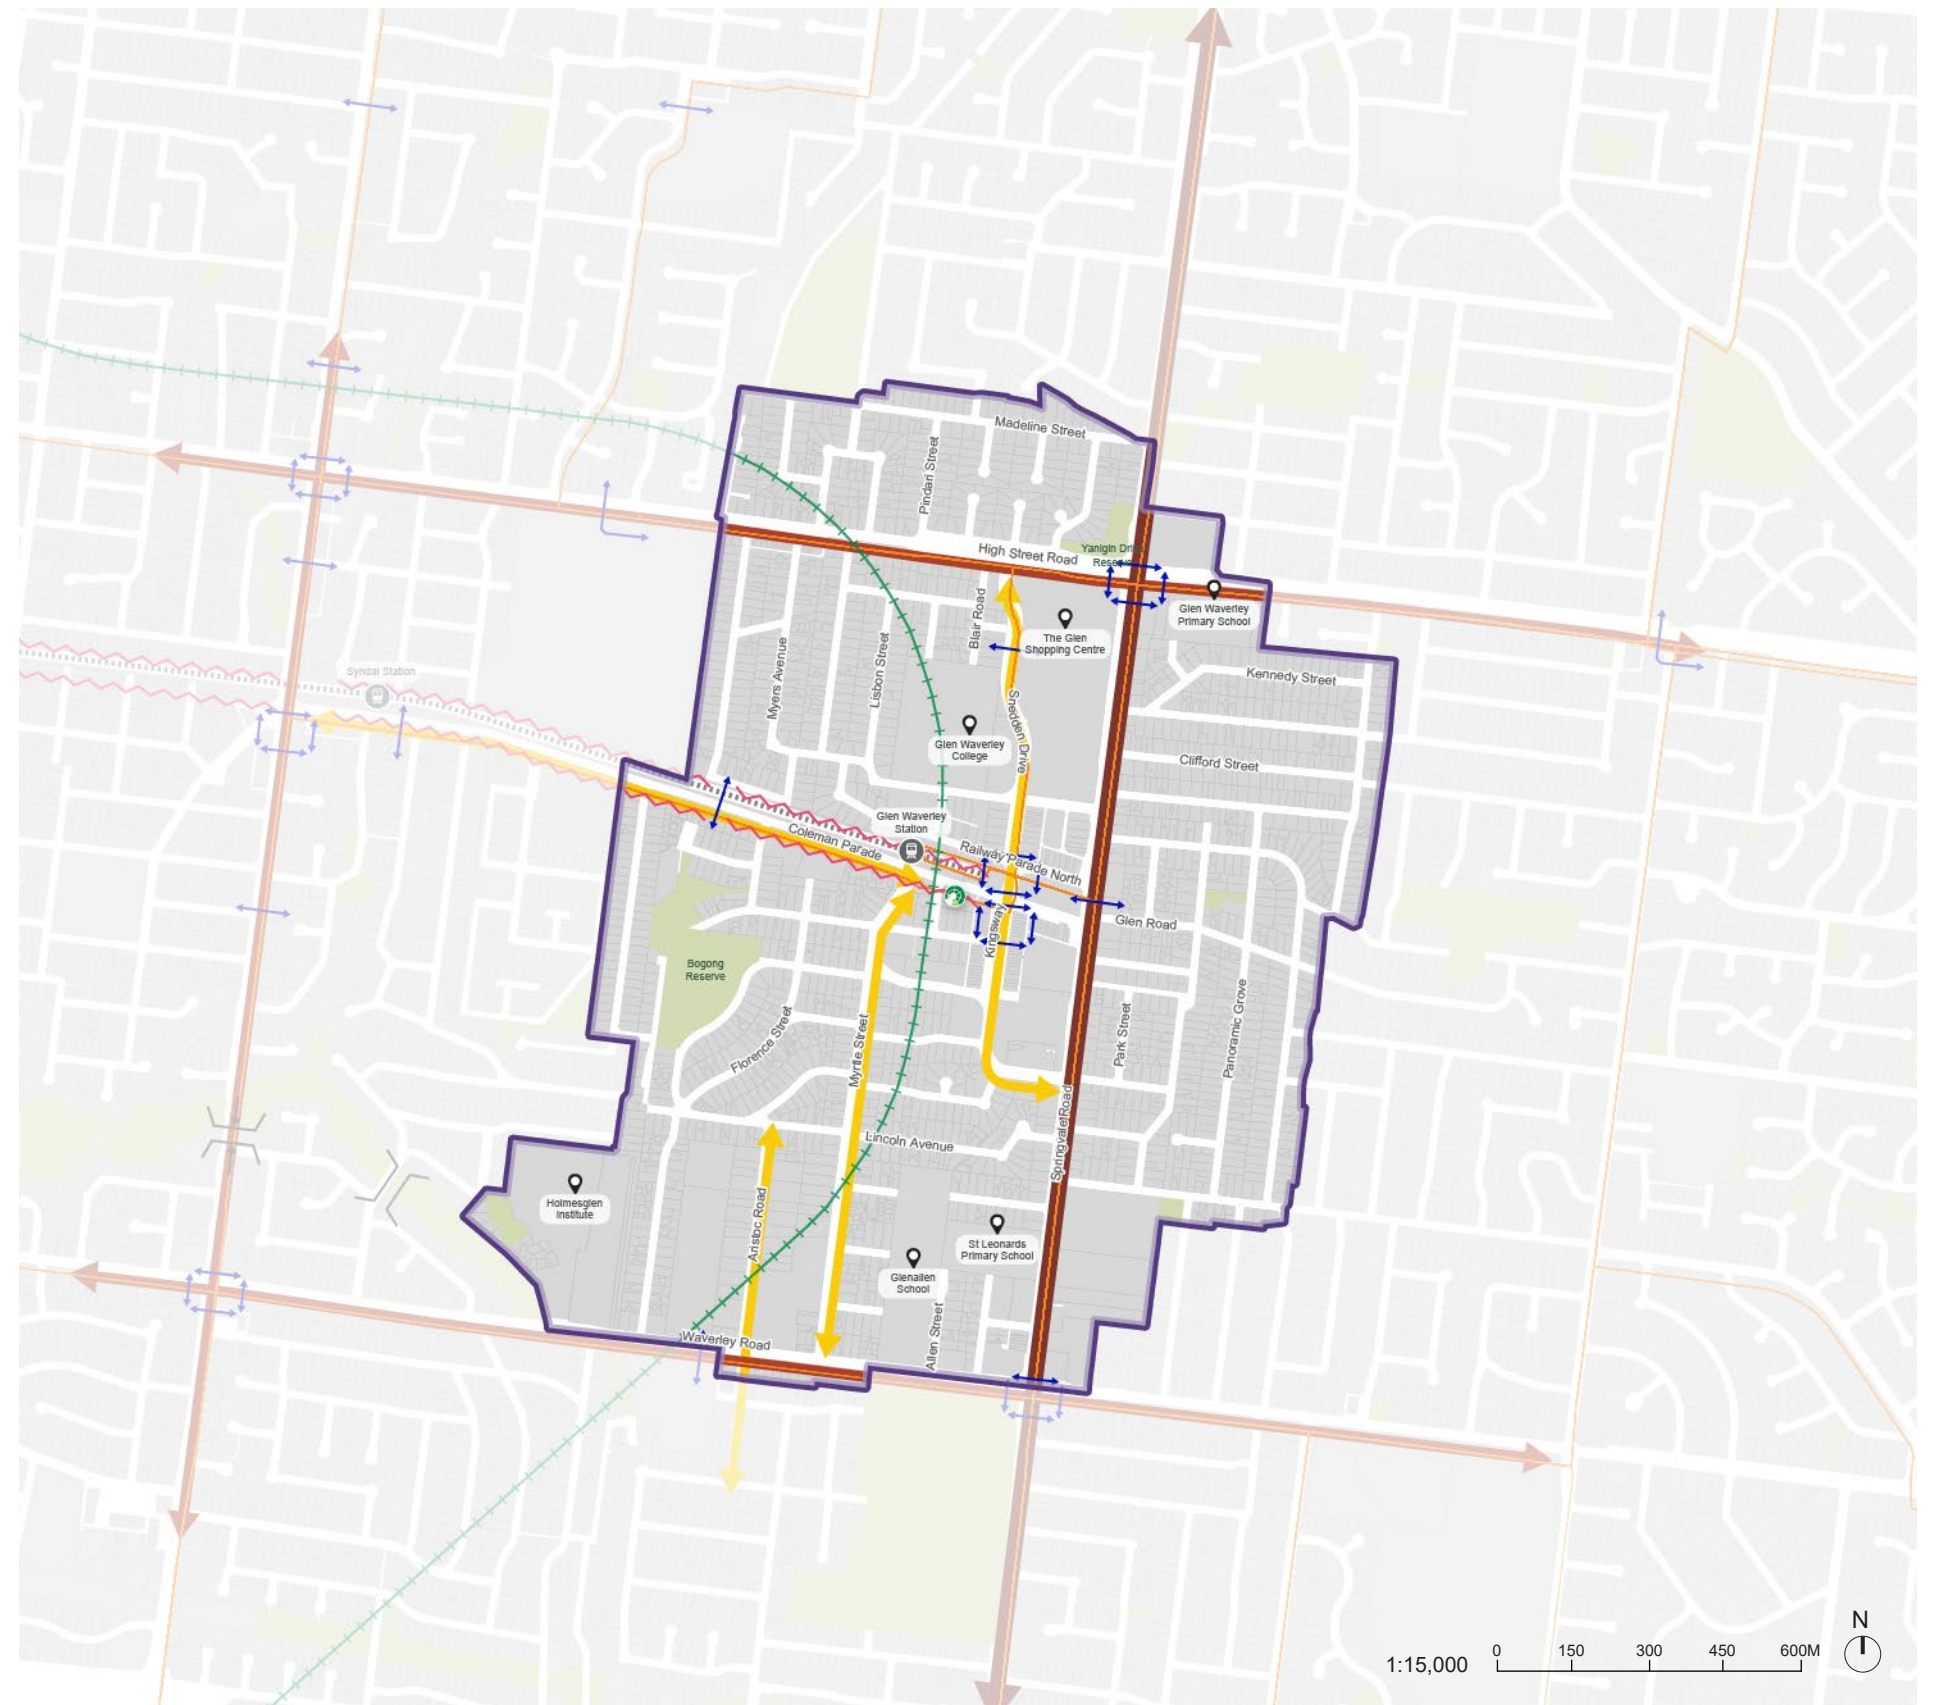 Madeline Street
Pindari Street
High Street Road
Yanigin Drive
Reserve
Glen Waverley
Primary School
Blair Road
The Glen
Shopping Centre
Syndal Station
Myers Avenue
Lisbon Street
Kennedy Street
Snedden Drive
Glen Waverley
College
Clifford Street
Glen Waverley
Station
Coleman Parade
Railway Parade North
Kingsway
Glen Road
Bogong
Reserve
Florence Street
Myrtle Street
Park Street
Panoramic Grove
Lincoln Avenue
Springvale Road
Holmesglen
Institute
Aristoc Road
St Leonards
Primary School
Glenallen
School
Allen Street
Waverley Road
N
1:15,000
0 150 300 450 600M